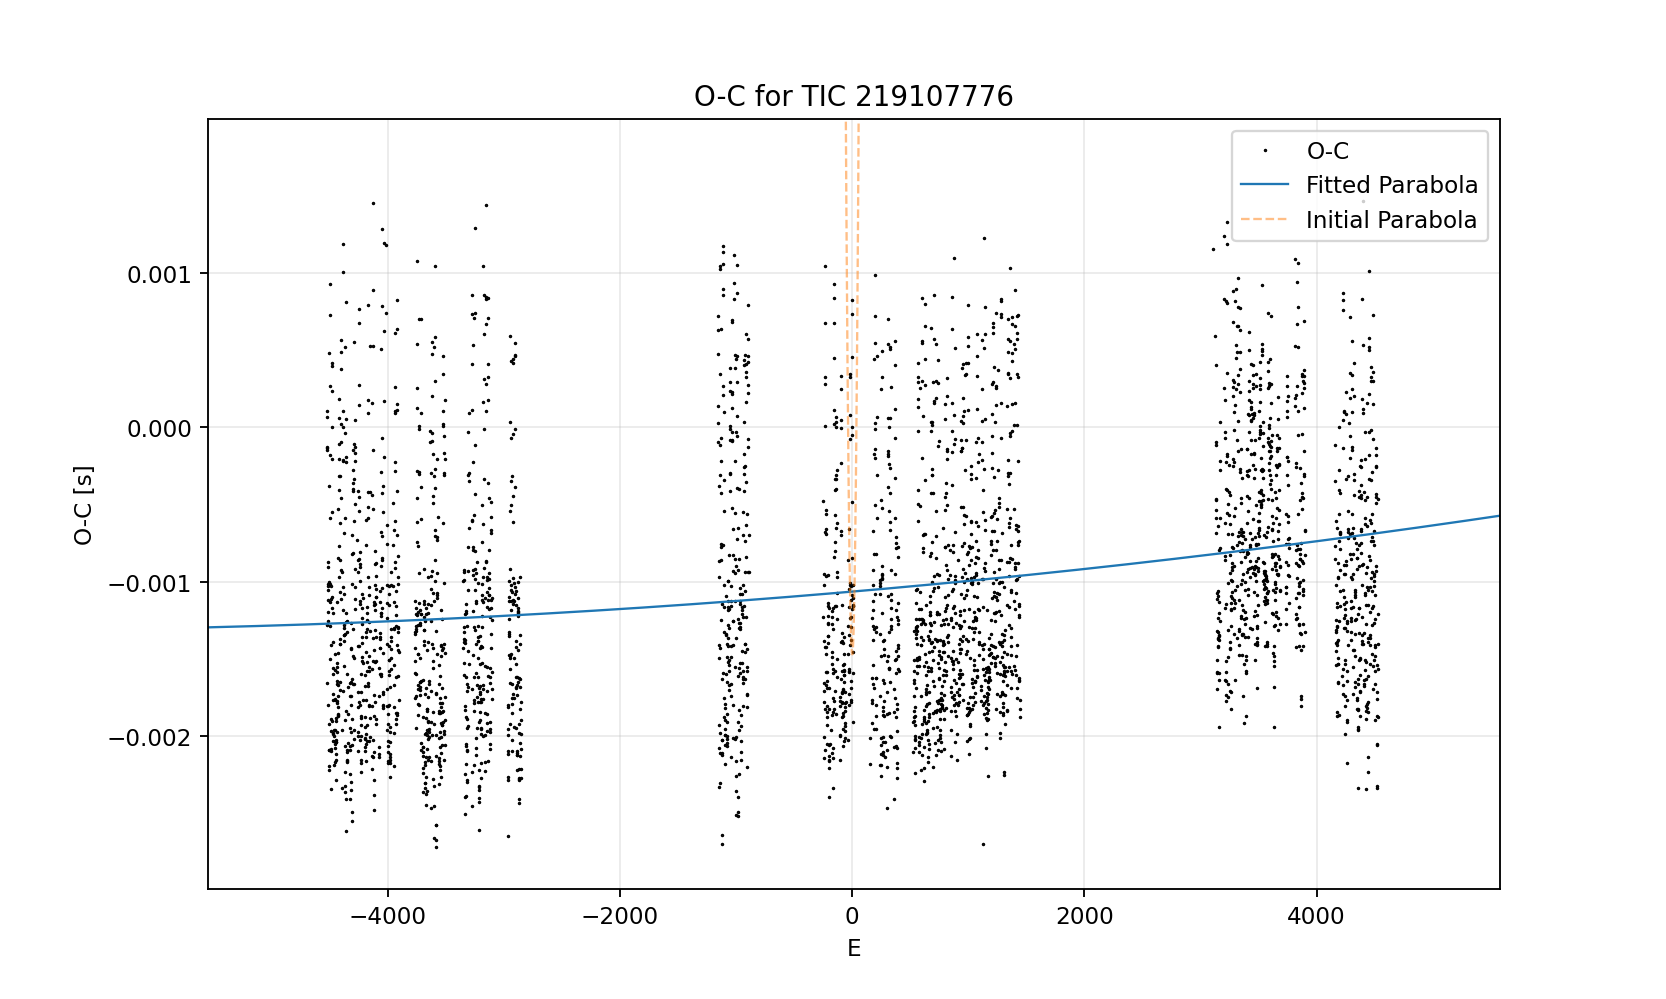 O-C for TIC 219107776
O-C
Fitted Parabola
Initial Parabola
0.001
0.000
−0.001
−0.002
O-C [s]
−4000
−2000
0
2000
4000
E